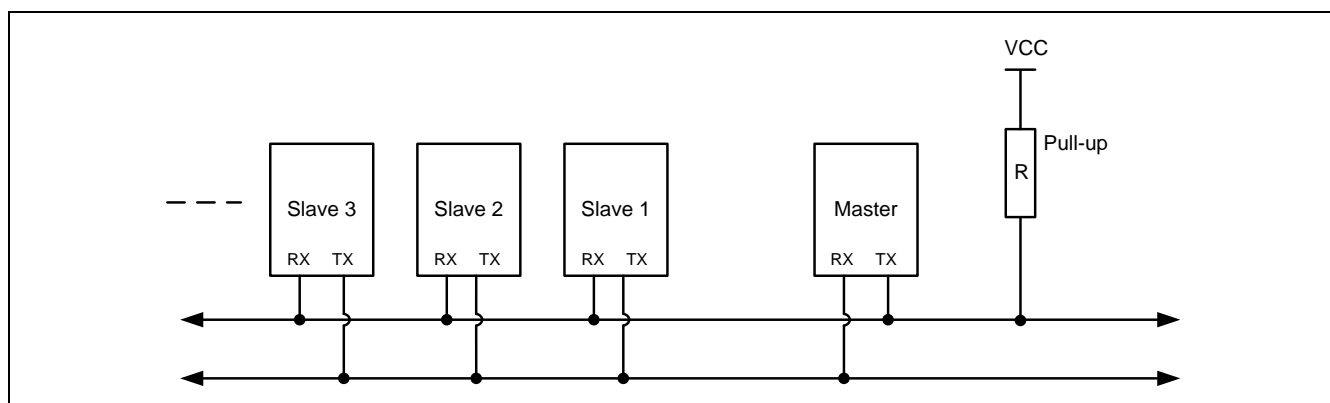 VCC
Pull-up
R
Slave 3
Slave 2
Slave 1
Master
RX TX
RX TX
RX TX
RX TX